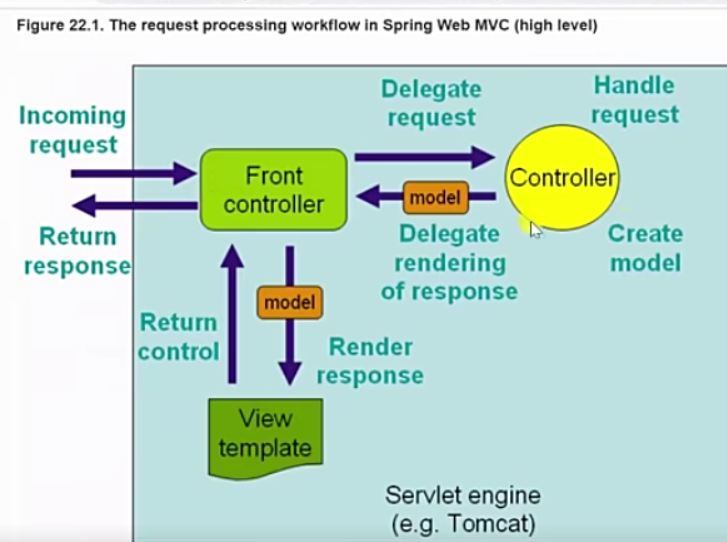 Figure 22.1. The request processing workflow in Spring Web MVC (high level)
Incoming
request
Return
response
Front
controller
Delegate
request
model
Delegate
rendering
of response
Handle
request
Controller
Create
model
Return
control
model
Render
response
View
template
Servlet engine
(e.g. Tomcat)